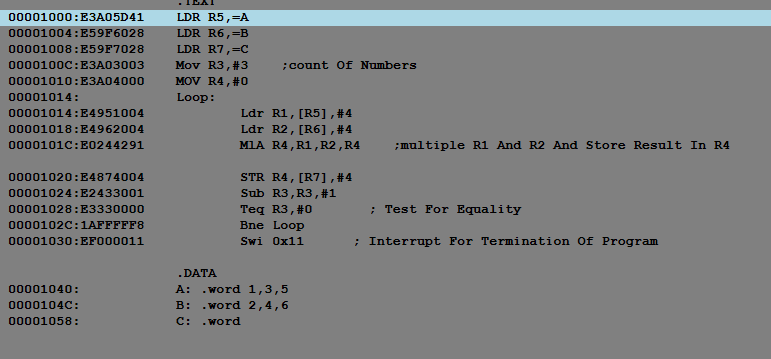 .TEXT
00001000:E3A05D41 LDR R5,=A
00001004:E59F6028 LDR R6,=B
00001008:E59F7028 LDR R7,=C
0000100C:E3A03003 Mov R3,#3 ;count Of Numbers
00001010:E3A04000 MOV R4,#0
00001014: Loop:
00001014:E4951004 Ldr R1,[R5],#4
00001018:E4962004 Ldr R2,[R6],#4
0000101C:E0244291 MlA R4,R1,R2,R4 ;multiple R1 And R2 And Store Result In R4
00001020:E4874004 STR R4,[R7],#4
00001024:E2433001 Sub R3,R3,#1
00001028:E3330000 Teq R3,#0 ; Test For Equality
0000102C:1AFFFFF8 Bne Loop
00001030:EF000011 Swi 0x11 ; Interrupt For Termination Of Program
.DATA
00001040: A: .word 1,3,5
0000104C: B: .word 2,4,6
00001058: C: .word